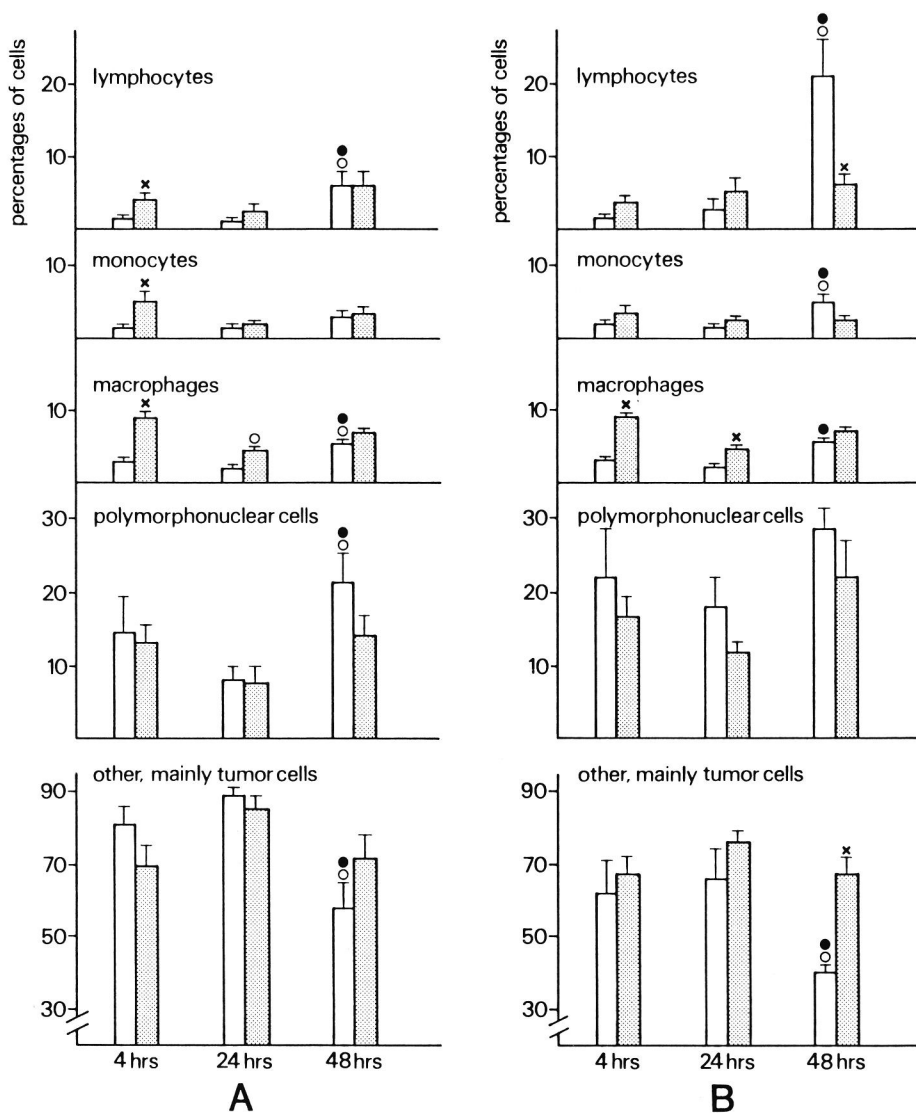 percentages of cells
lymphocytes
20
10
monocytes
10
macrophages
10
polymorphonuclear cells
30
20
10
other, mainly tumor cells
90
70
50
30
4 hrs
24 hrs
48 hrs
A
percentages of cells
lymphocytes
20
10
monocytes
10
macrophages
10
polymorphonuclear cells
30
20
10
other, mainly tumor cells
90
70
50
30
4 hrs
24 hrs
48 hrs
B